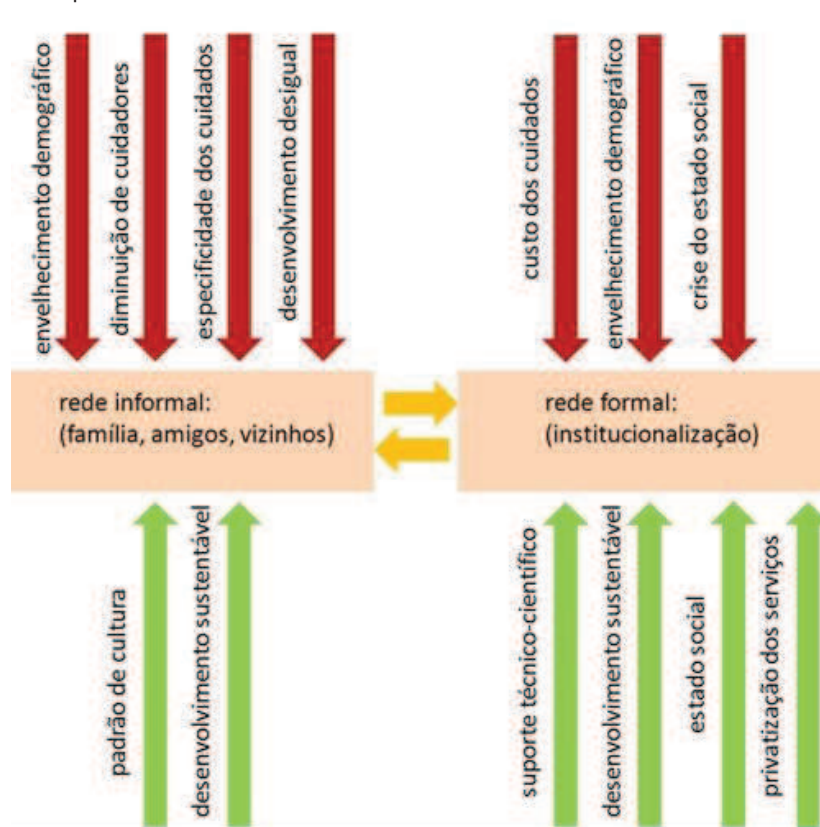 envelhecimento demográfico
diminuição de cuidadores
especificidade dos cuidados
desenvolvimento desigual
custo dos cuidados
envelhecimento demográfico
crise do estado social
rede informal:
(família, amigos, vizinhos)
rede formal:
(institucionalização)
padrão de cultura
desenvolvimento sustentável
suporte técnico-científico
desenvolvimento sustentável
estado social
privatização dos serviços